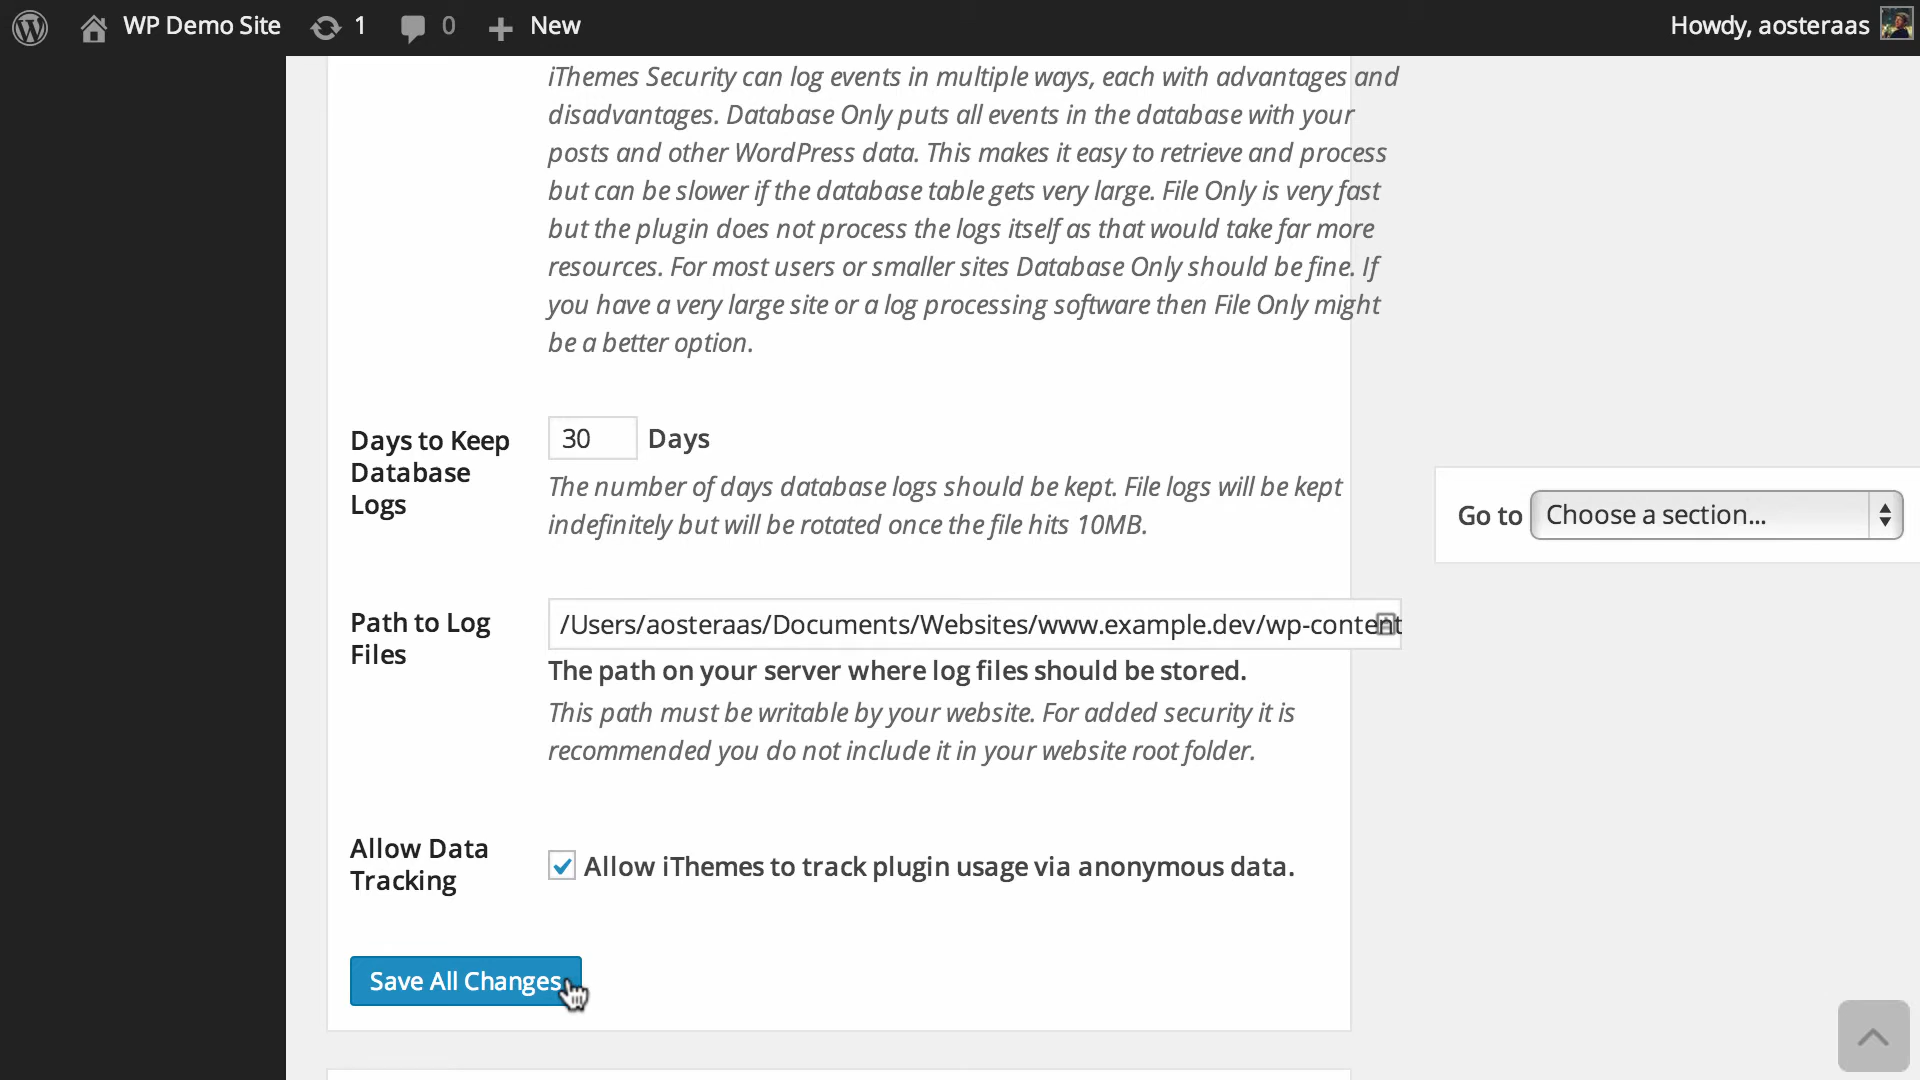 WP Demo Site 1 0 New Howdy, aosteraas
iThemes Security can log events in multiple ways, each with advantages and
disadvantages. Database Only puts all events in the database with your
posts and other WordPress data. This makes it easy to retrieve and process
but can be slower if the database table gets very large. File Only is very fast
but the plugin does not process the logs itself as that would take far more
resources. For most users or smaller sites Database Only should be fine. If
you have a very large site or a log processing software then File Only might
be a better option.
Days to Keep
Database
Logs
30 Days
The number of days database logs should be kept. File logs will be kept
indefinitely but will be rotated once the file hits 10MB.
Go to Choose a section...
Path to Log
Files
/Users/aosteraas/Documents/Websites/www.example.dev/wp-content
The path on your server where log files should be stored.
This path must be writable by your website. For added security it is
recommended you do not include it in your website root folder.
Allow Data
Tracking
Allow iThemes to track plugin usage via anonymous data.
Save All Changes